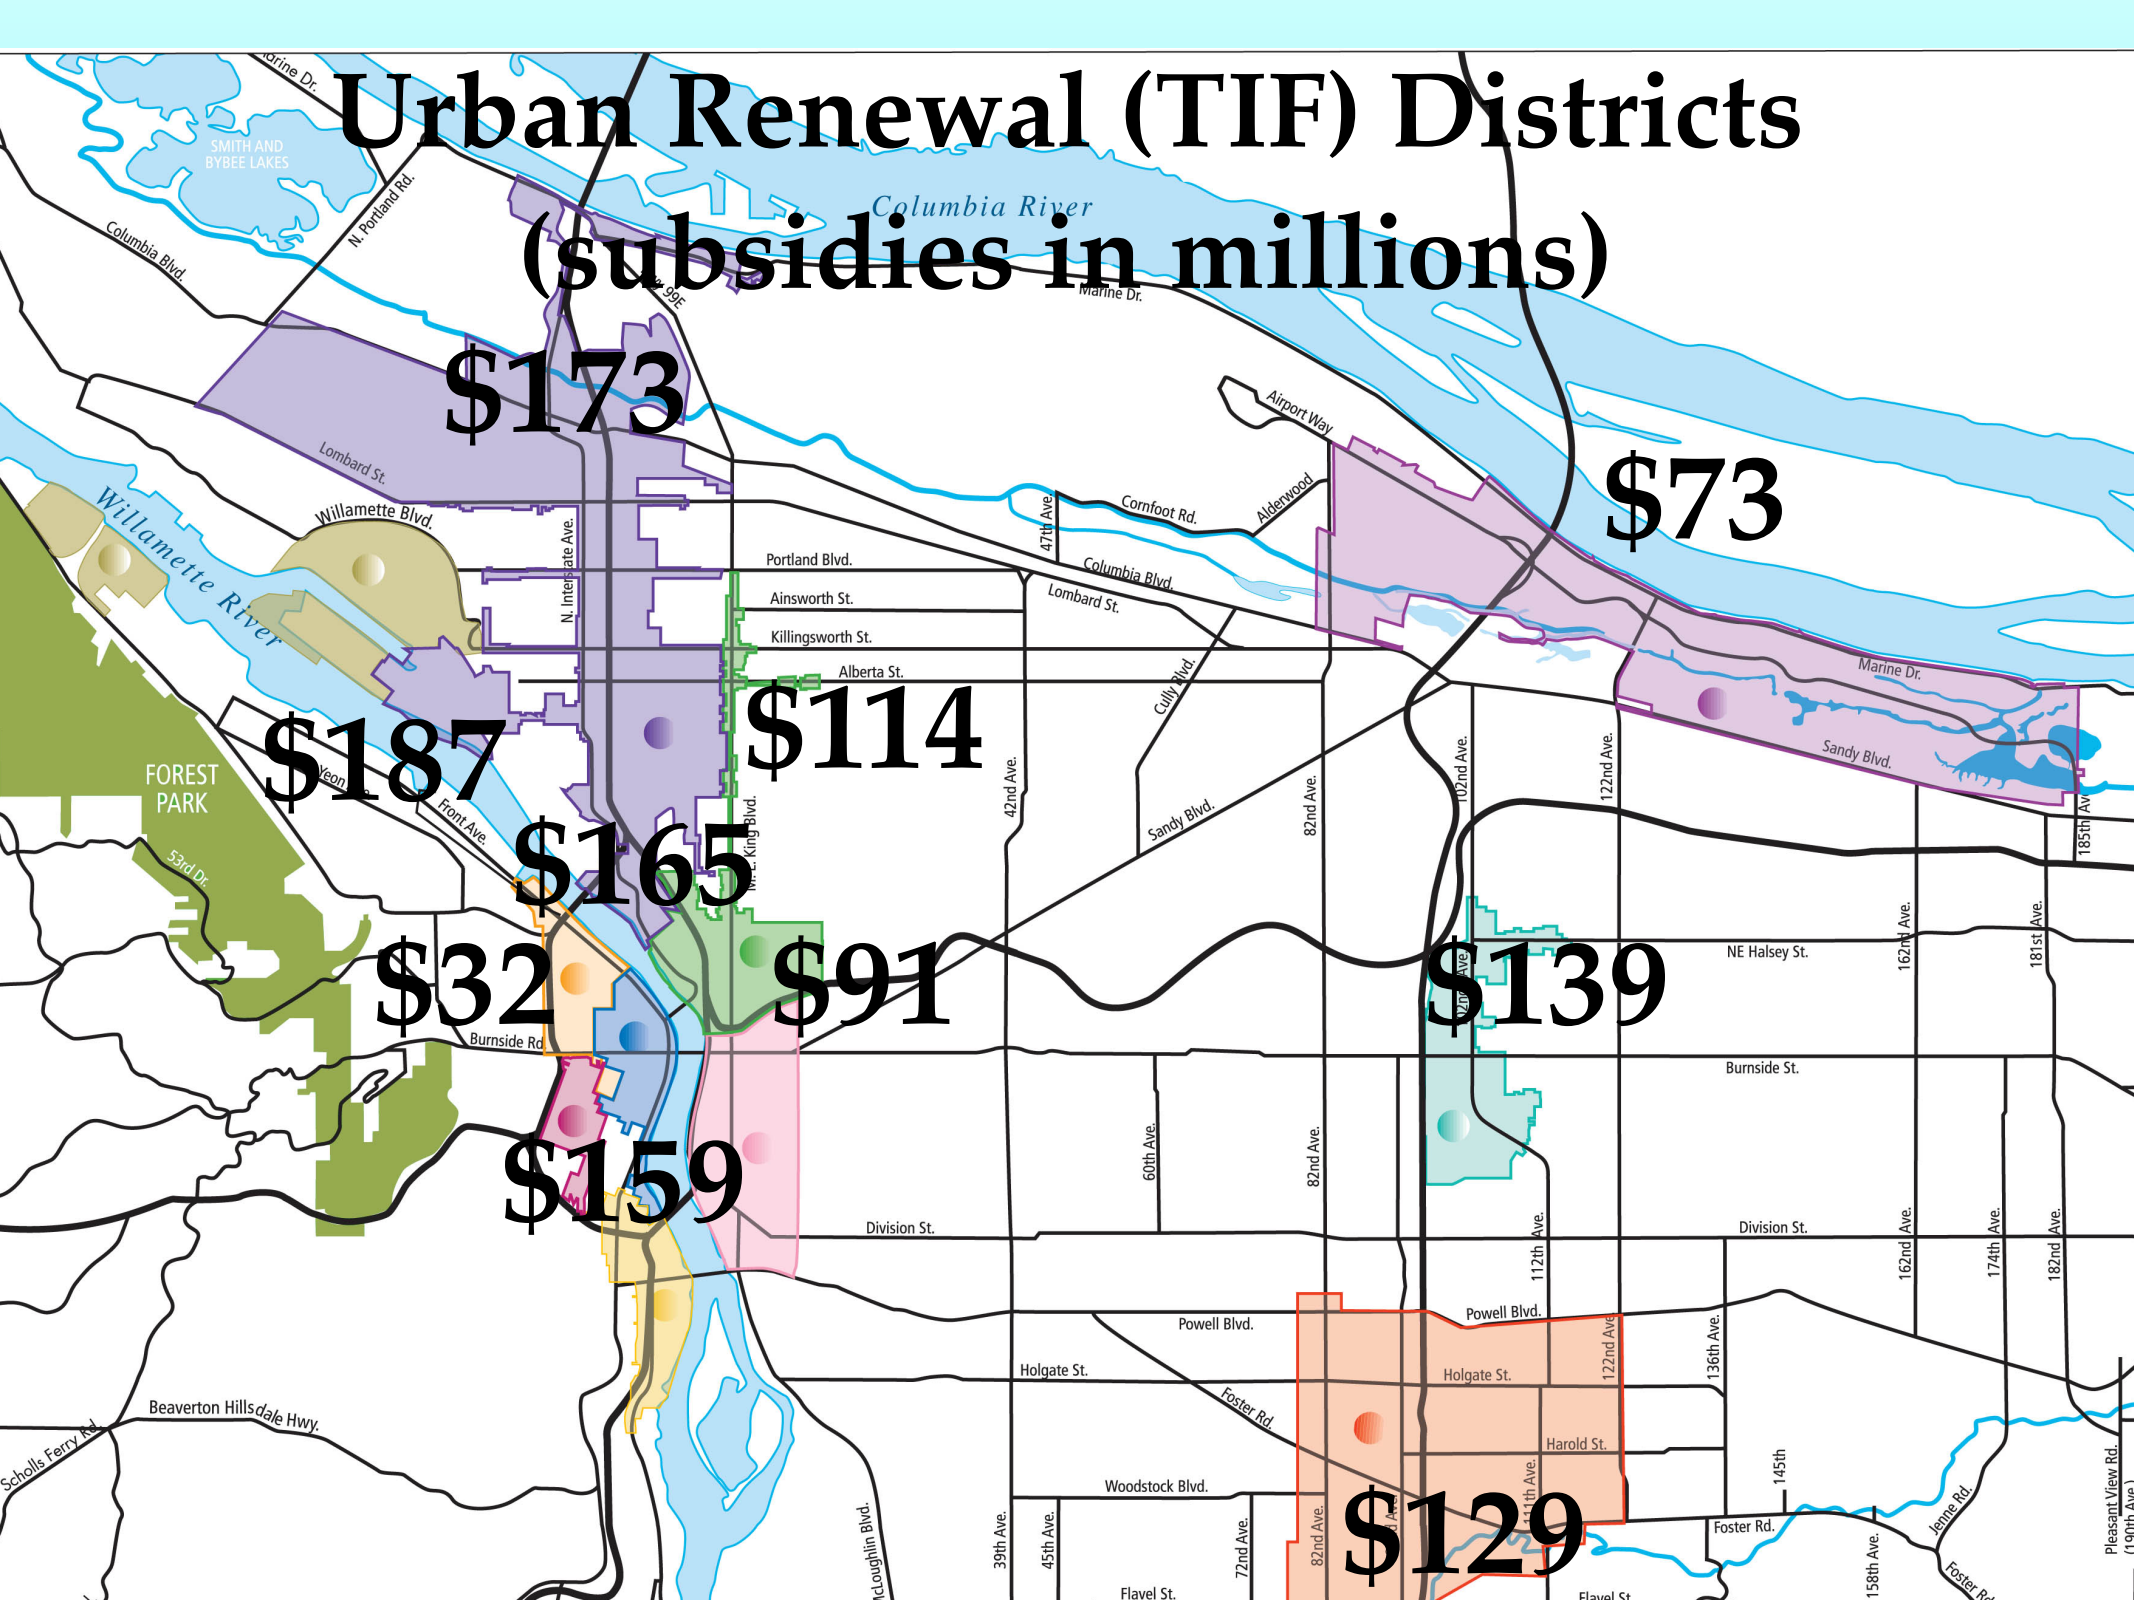 Urban Renewal (TIF) Districts
(subsidies in millions)
Marine Dr.
SMITH AND
BYBEE LAKES
Columbia River
N. Portland Rd.
Columbia Blvd.
99E
Marine Dr.
$173
Airport Way
$73
Lombard St.
Willamette Blvd.
Willamette River
N. Interstate Ave.
47th Ave.
Cornfoot Rd.
Alderwood
Portland Blvd.
Columbia Blvd.
Ainsworth St.
Lombard St.
Killingsworth St.
Alberta St.
Cully Blvd.
Marine Dr.
$187
$114
FOREST
PARK
Front Ave.
42nd Ave.
Sandy Blvd.
82nd Ave.
102nd Ave.
122nd Ave.
Sandy Blvd.
185th Ave
53rd Dr.
$165
M. L. King Blvd.
$32
$91
$139
NE Halsey St.
162nd Ave.
181st Ave.
Burnside Rd
Burnside St.
$159
60th Ave.
82nd Ave.
Division St.
112th Ave.
Division St.
162nd Ave.
174th Ave.
182nd Ave.
Powell Blvd.
Powell Blvd.
122nd Ave
136th Ave.
Holgate St.
Holgate St.
Beaverton Hillsdale Hwy.
Scholls Ferry Rd.
Foster Rd.
Harold St.
145th
Woodstock Blvd.
111th Ave.
$129
Foster Rd.
Jenne Rd.
Pleasant View Rd.
(190th Ave)
McLoughlin Blvd.
39th Ave.
45th Ave.
72nd Ave.
82nd Ave.
158th Ave.
Foster Rd
Flavel St.
Flavel St